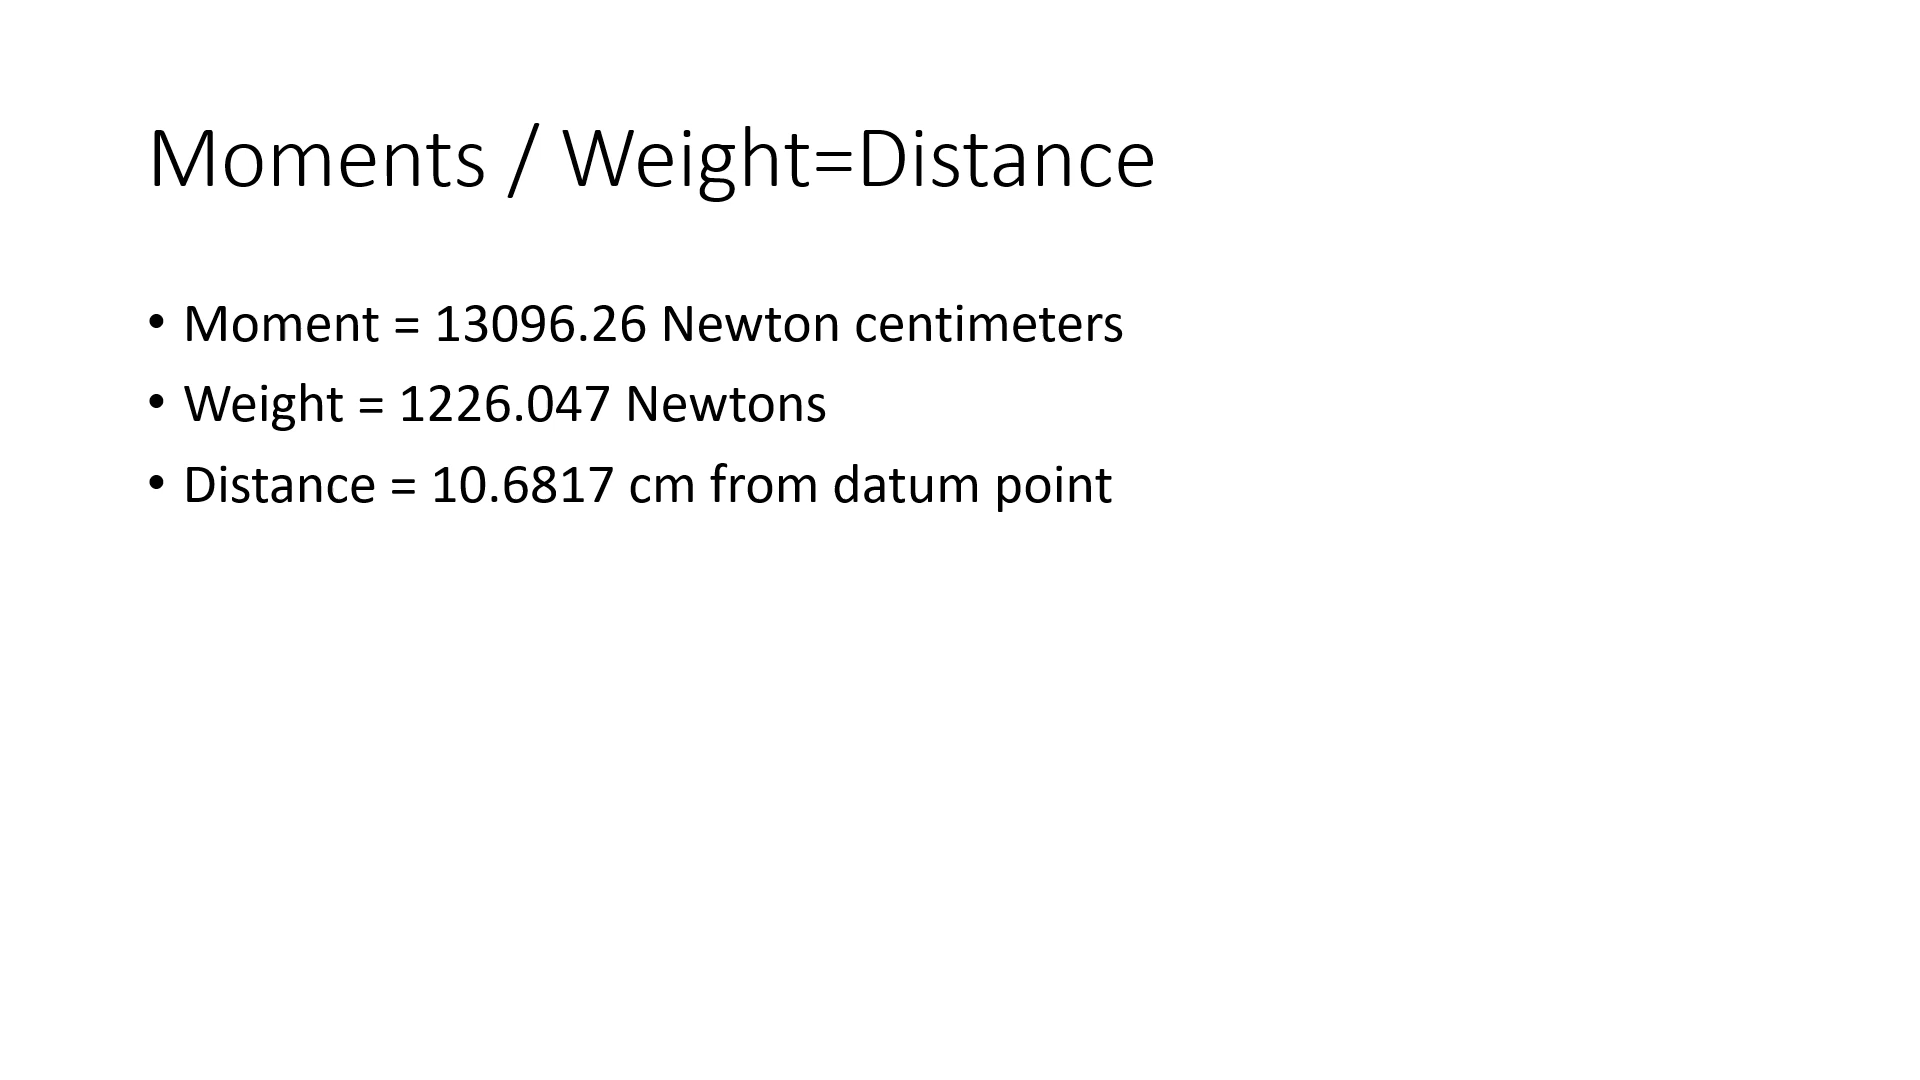 Moments / Weight=Distance
• Moment = 13096.26 Newton centimeters
• Weight = 1226.047 Newtons
• Distance = 10.6817 cm from datum point